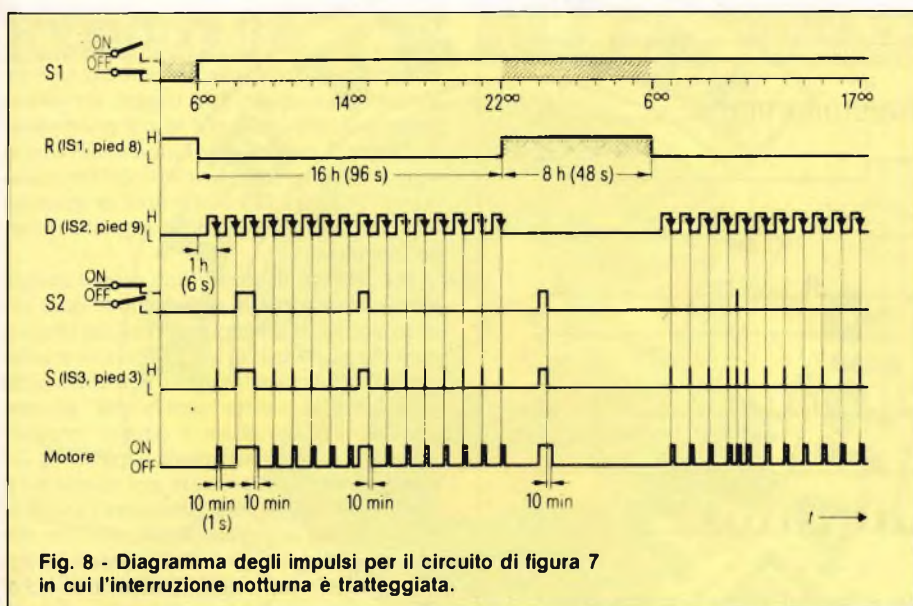 ON
OFF
S1
L
L
6⁰⁰ 14⁰⁰ 22⁰⁰ 6⁰⁰ 17⁰⁰
R (IS1, pied 8) H
L
16 h (96 s) 8 h (48 s)
D (IS2, pied 9) H
L
1 h
(6 s)
ON
OFF
S2
L
L
S (IS3, pied 3) H
L
Motore ON
OFF
10 min 10 min 10 min 10 min
(1 s)
t
Fig. 8 - Diagramma degli impulsi per il circuito di figura 7
in cui l'interruzione notturna è tratteggiata.